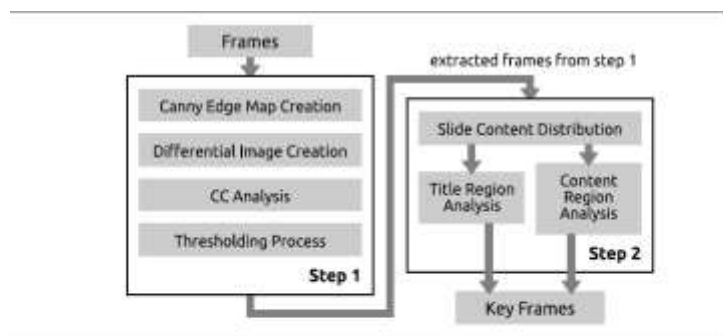 Frames
extracted frames from step 1
Canny Edge Map Creation
Differential Image Creation
CC Analysis
Thresholding Process
Step 1
Slide Content Distribution
Title Region
Analysis
Content
Region
Analysis
Step 2
Key Frames